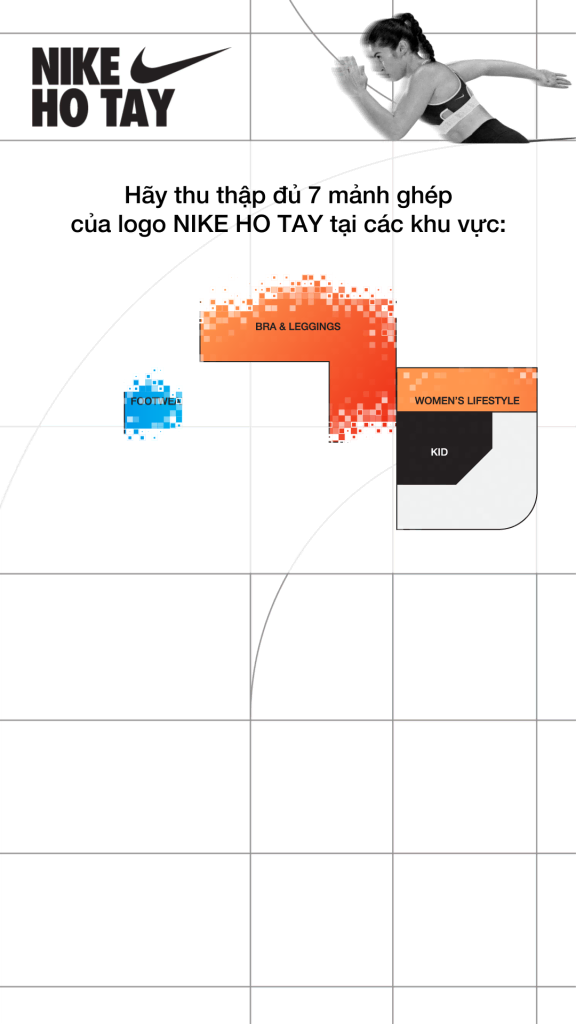 NIKE
HO TAY
Hãy thu thập đủ 7 mảnh ghép
của logo NIKE HO TAY tại các khu vực:
BRA & LEGGINGS
WOMEN'S LIFESTYLE
KID